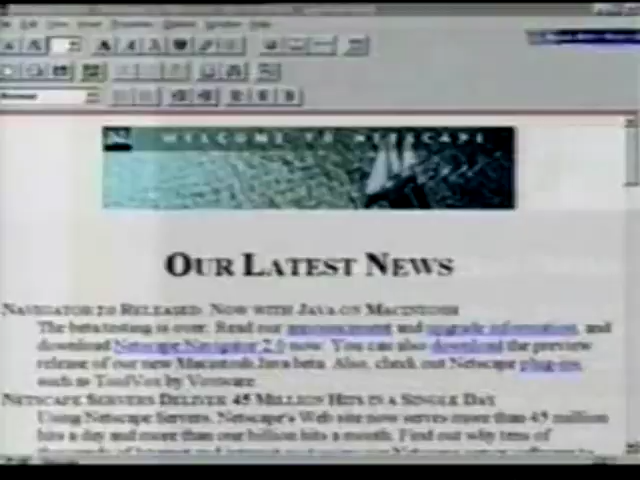 WELCOME TO NETSCAPE
OUR LATEST NEWS
NAVIGATOR 2.0 RELEASED. NOW WITH JAVA ON MACINTOSH
The beta testing is over. Read our announcement and upgrade information, and
download Netscape Navigator 2.0 now. You can also download the preview
release of our new Macintosh Java beta. Also, check out Netscape plug-ins,
such as ToolVox by Voxware.
NETSCAPE SERVERS DELIVER 45 MILLION HITS IN A SINGLE DAY
Using Netscape Servers, Netscape's Web site now serves more than 45 million
hits a day and more than one billion hits a month. Find out why tens of